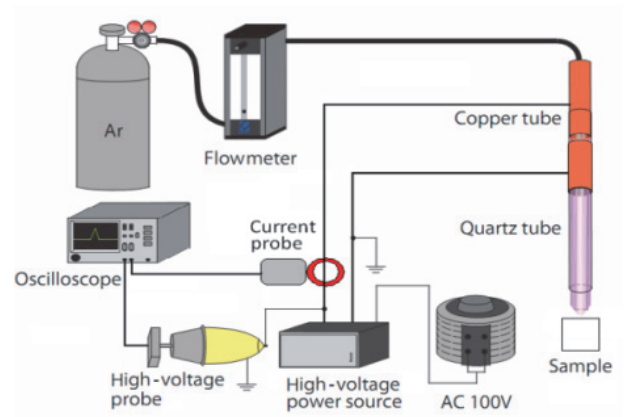 Ar
Flowmeter
Copper tube
Quartz tube
Current
probe
Oscilloscope
High-voltage
probe
High-voltage
power source
AC 100V
Sample